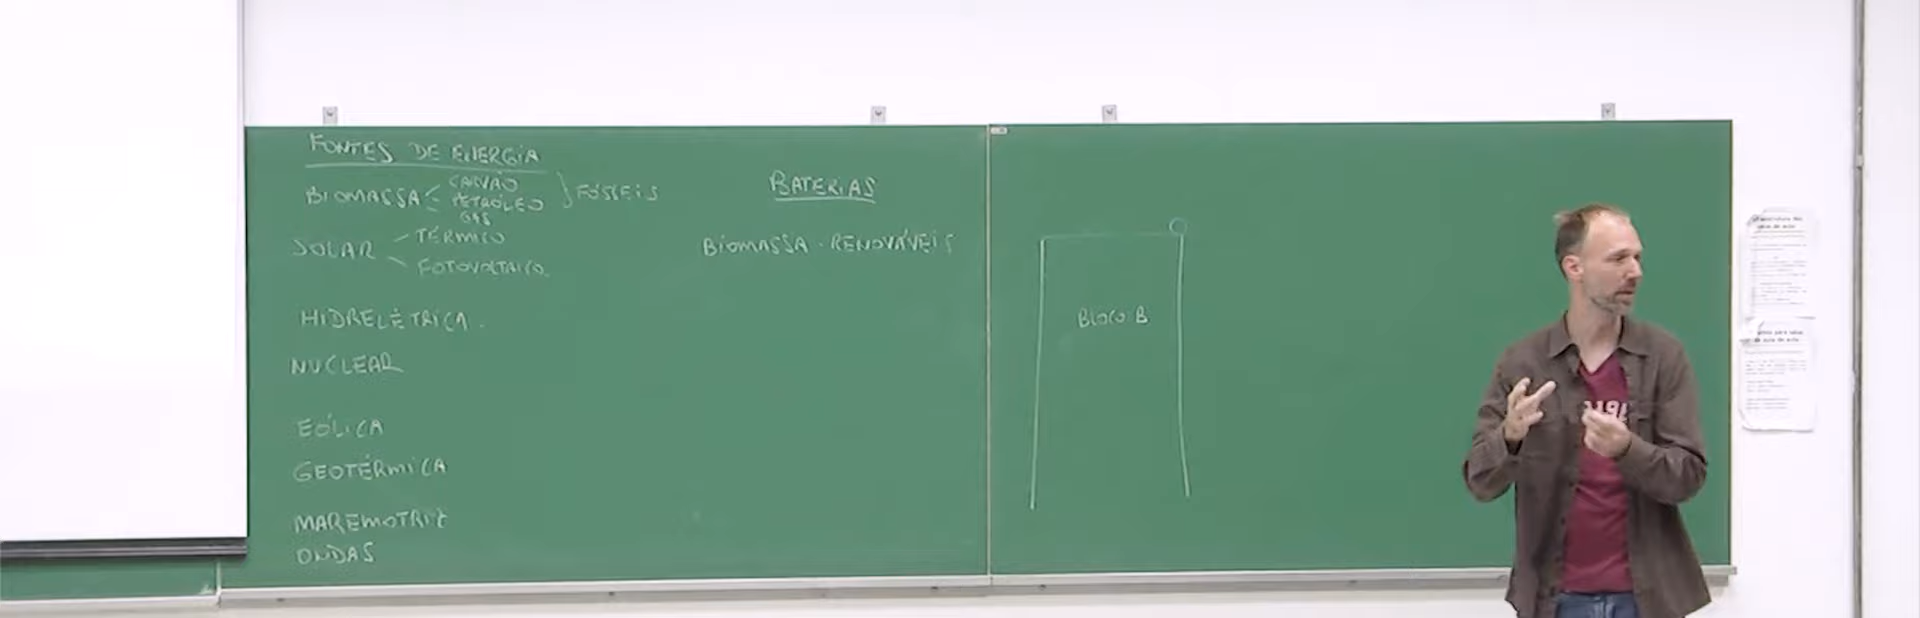 FONTES DE ENERGIA
BIOMASSA
CARVÃO
PETRÓLEO
GÁS
FÓSSEIS
SOLAR
TÉRMICO
FOTOVOLTAICO
HIDRELÉTRICA.
NUCLEAR
EÓLICA
GEOTÉRMICA
MAREMOTRIZ
ONDAS
BATERIAS
BIOMASSA. RENOVÁVEIS
BLOCO B